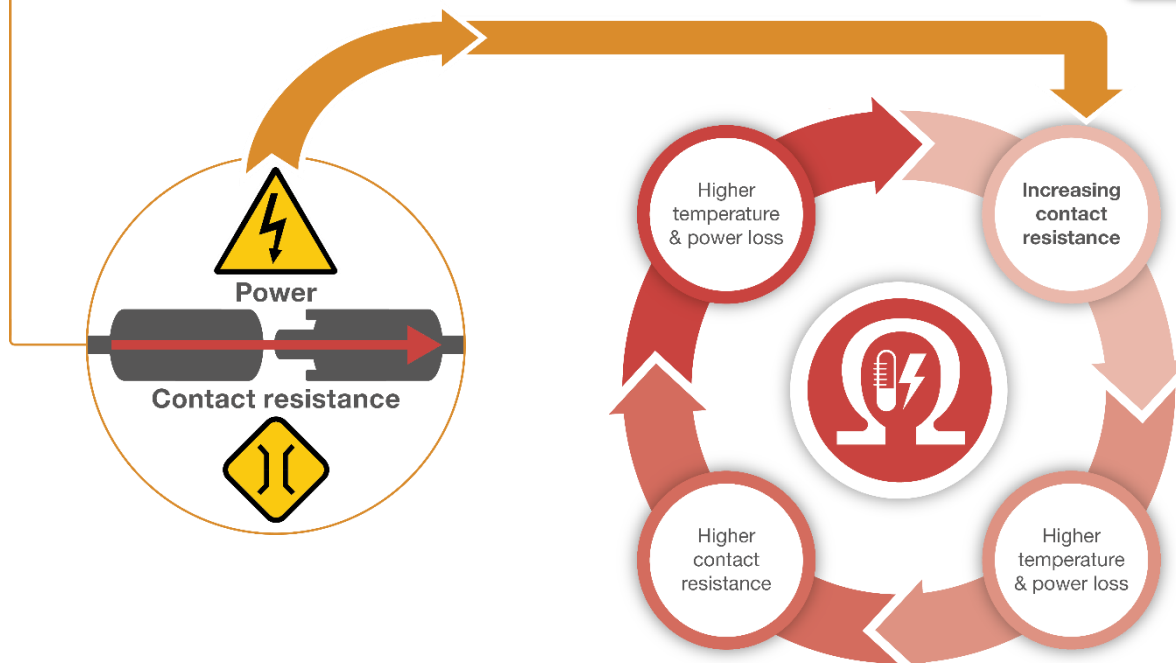 Power
Contact resistance
Higher
temperature
& power loss
Increasing
contact
resistance
Higher
contact
resistance
Higher
temperature
& power loss
Ω